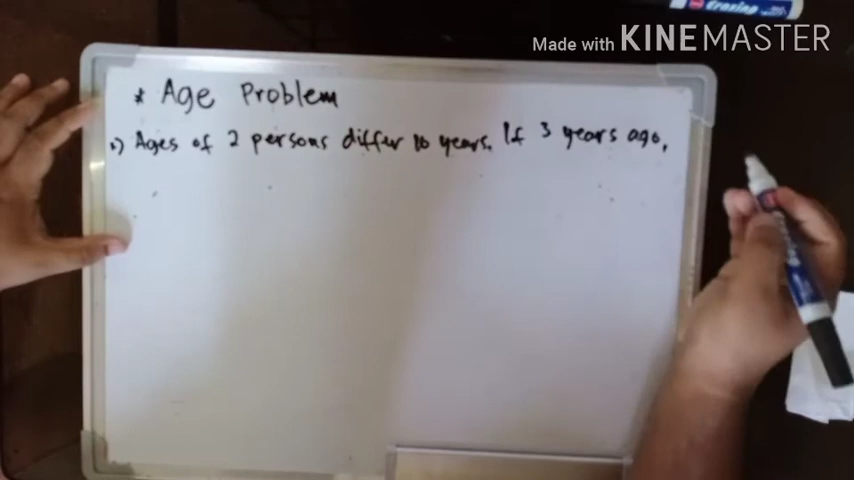 Made with KINEMASTER
* Age Problem
1.) Ages of 2 persons differ 10 years. If 3 years ago,